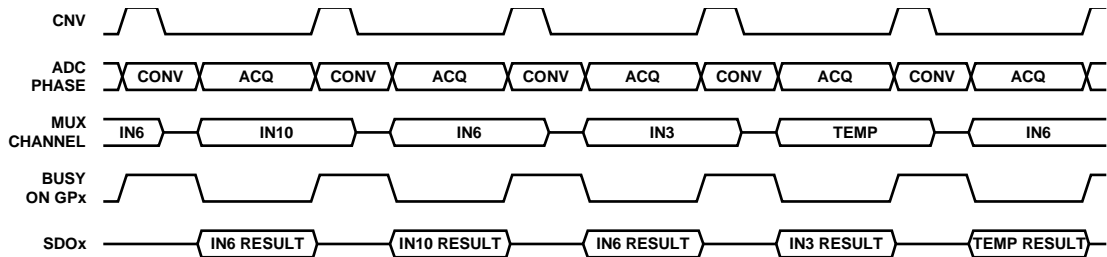 CNV
ADC
PHASE
CONV ACQ CONV ACQ CONV ACQ CONV ACQ CONV ACQ
MUX
CHANNEL
IN6 IN10 IN6 IN3 TEMP IN6
BUSY
ON GPx
SDOx
IN6 RESULT IN10 RESULT IN6 RESULT IN3 RESULT TEMP RESULT